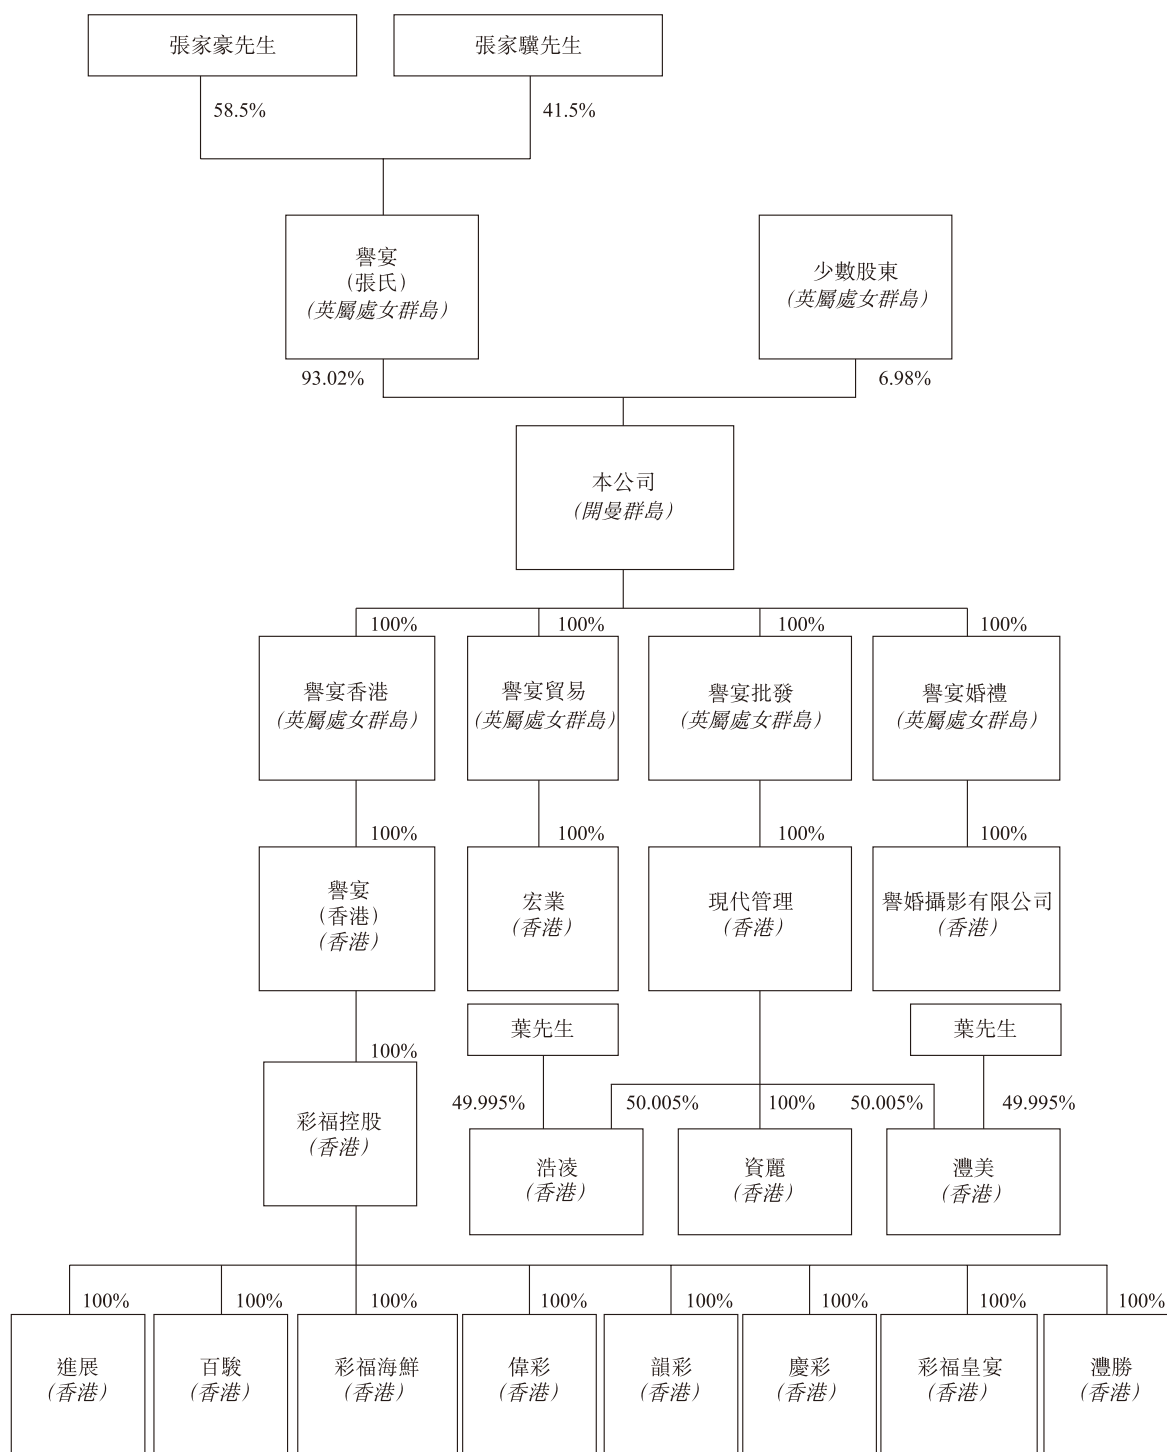 張家豪先生
張家驥先生
58.5%
41.5%
譽宴
(張氏)
(英屬處女群島)
少數股東
(英屬處女群島)
93.02%
6.98%
本公司
(開曼群島)
100%
100%
100%
100%
譽宴香港
(英屬處女群島)
譽宴貿易
(英屬處女群島)
譽宴批發
(英屬處女群島)
譽宴婚禮
(英屬處女群島)
100%
100%
100%
100%
譽宴
(香港)
(香港)
宏業
(香港)
現代管理
(香港)
譽婚攝影有限公司
(香港)
葉先生
葉先生
100%
49.995%
50.005%
100%
50.005%
49.995%
彩福控股
(香港)
浩凌
(香港)
資麗
(香港)
灃美
(香港)
100%
100%
100%
100%
100%
100%
100%
100%
進展
(香港)
百駿
(香港)
彩福海鮮
(香港)
偉彩
(香港)
韻彩
(香港)
慶彩
(香港)
彩福皇宴
(香港)
灃勝
(香港)